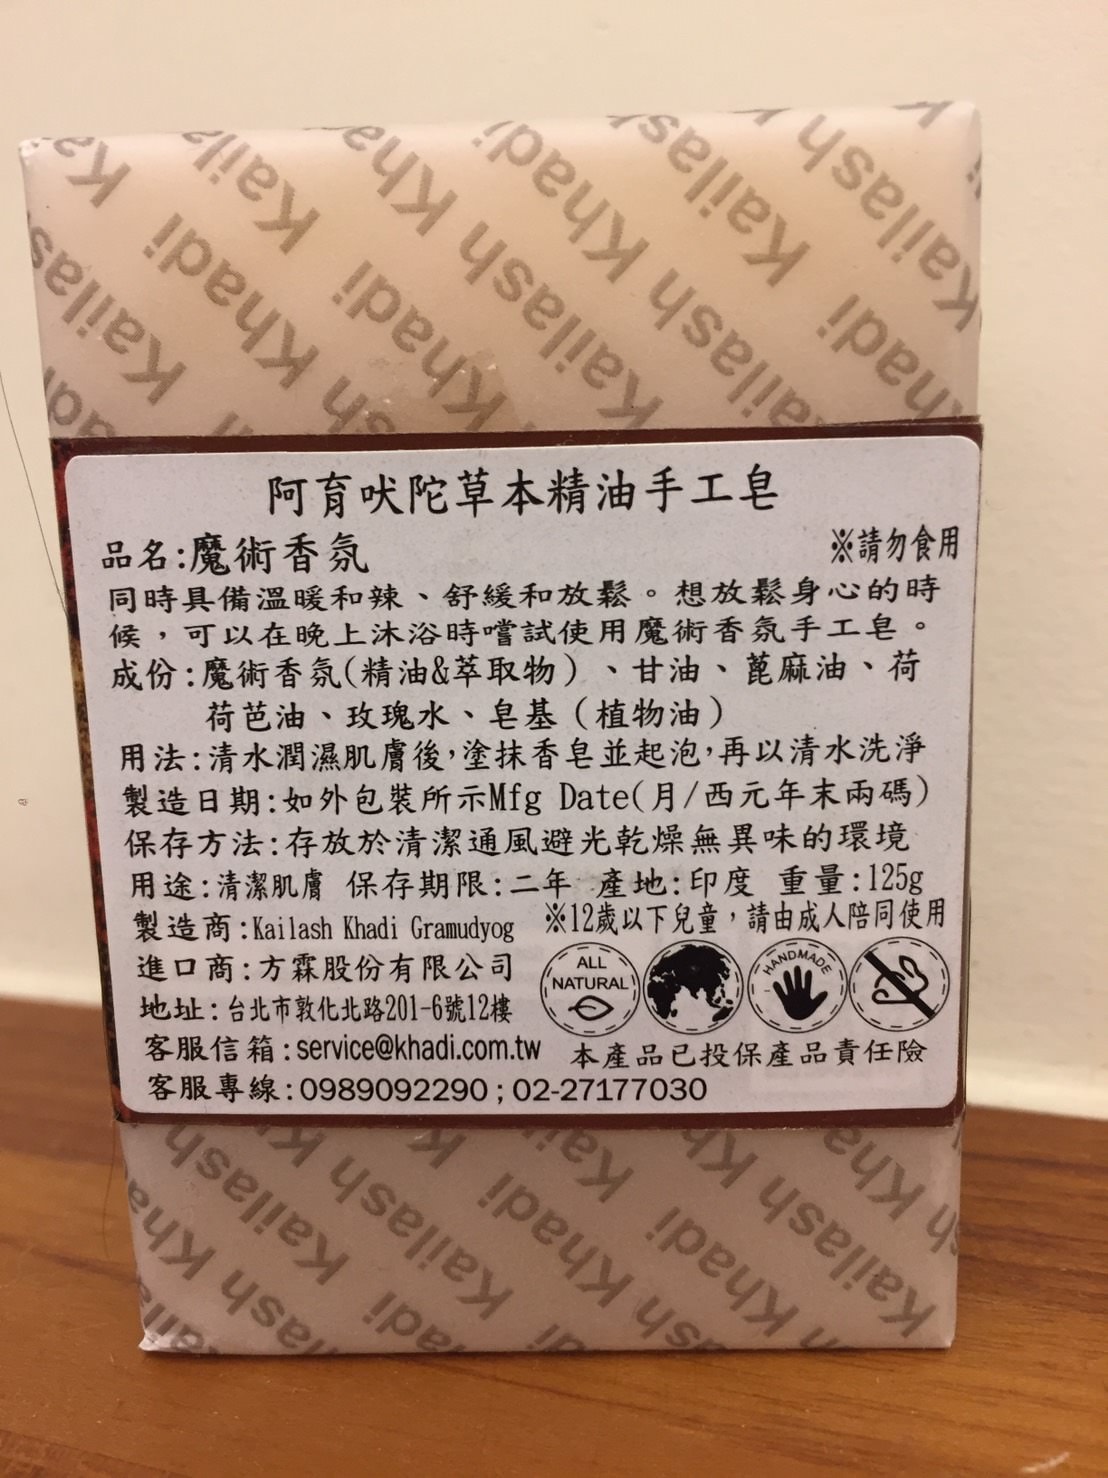 Kailash Khadi Kailash Khadi Kailash Khadi
阿育吠陀草本精油手工皂
品名:魔術香氛 ※請勿食用
同時具備溫暖和辣、舒緩和放鬆。想放鬆身心的時
候，可以在晚上沐浴時嚐試使用魔術香氛手工皂。
成份:魔術香氛(精油&萃取物)、甘油、蓖麻油、荷
荷芭油、玫瑰水、皂基(植物油)
用法:清水潤濕肌膚後,塗抹香皂並起泡,再以清水洗淨
製造日期:如外包裝所示Mfg Date(月/西元年末兩碼)
保存方法:存放於清潔通風避光乾燥無異味的環境
用途:清潔肌膚 保存期限:二年 產地:印度 重量:125g
製造商:Kailash Khadi Gramudyog ※12歲以下兒童，請由成人陪同使用
進口商:方霖股份有限公司
ALL NATURAL
HANDMADE
地址:台北市敦化北路201-6號12樓
客服信箱:service@khadi.com.tw 本產品已投保產品責任險
客服專線:0989092290;02-27177030
Kailash Khadi Kailash Khadi Kailash Khadi